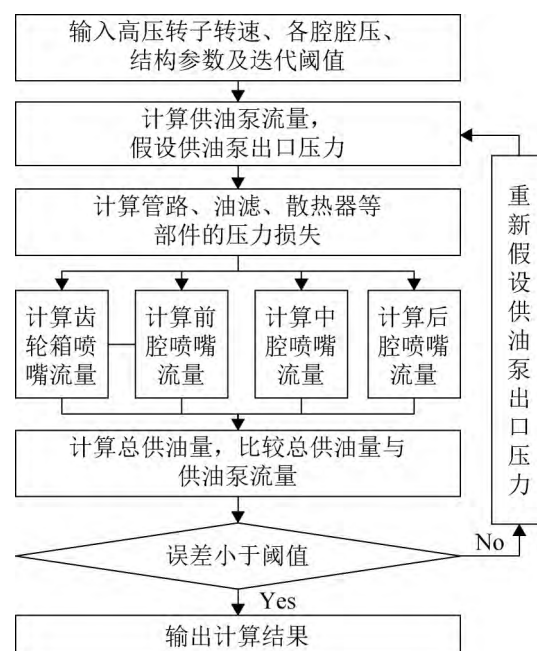 输入高压转子转速、各腔腔压、
结构参数及迭代阈值
计算供油泵流量，
假设供油泵出口压力
计算管路、油滤、散热器等
部件的压力损失
计算齿
轮箱喷
嘴流量
计算前
腔喷嘴
流量
计算中
腔喷嘴
流量
计算后
腔喷嘴
流量
计算总供油量，比较总供油量与
供油泵流量
误差小于阈值
No
重新假设供油泵出口压力
Yes
输出计算结果